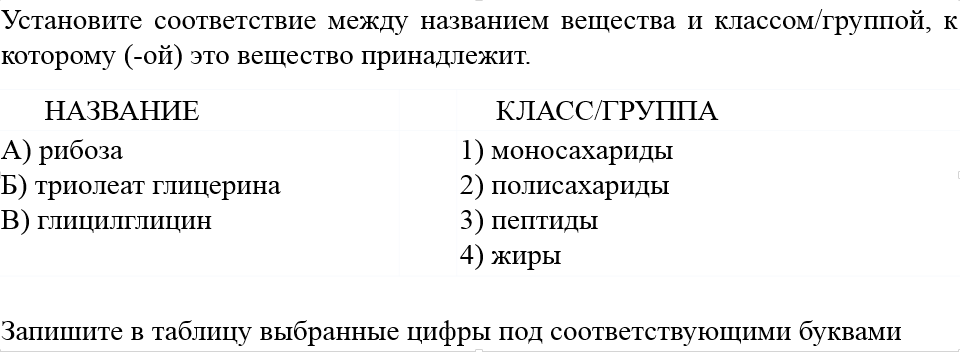 Установите соответствие между названием вещества и классом/группой, к
которому (-ой) это вещество принадлежит.
НАЗВАНИЕ КЛАСС/ГРУППА
А) рибоза 1) моносахариды
Б) триолеат глицерина 2) полисахариды
В) глицилглицин 3) пептиды
4) жиры
Запишите в таблицу выбранные цифры под соответствующими буквами